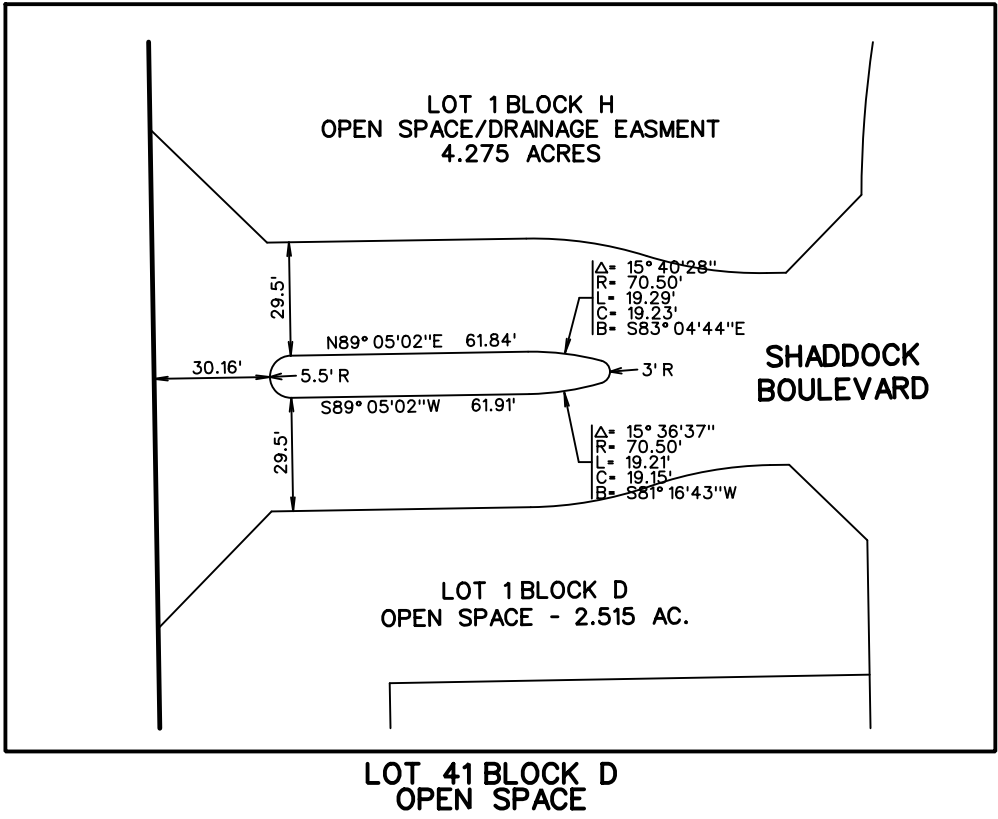 LOT 1 BLOCK H
OPEN SPACE/DRAINAGE EASMENT
4.275 ACRES
29.5'
Δ= 15°40'28"
R= 70.50'
L= 19.29'
C= 19.23'
B= S83°04'44"E
N89°05'02"E 61.84'
30.16'
5.5' R
3' R
SHADDOCK
BOULEVARD
S89°05'02"W 61.91'
29.5'
Δ= 15°36'37"
R= 70.50'
L= 19.21'
C= 19.15'
B= S81°16'43"W
LOT 1 BLOCK D
OPEN SPACE - 2.515 AC.
LOT 41 BLOCK D
OPEN SPACE